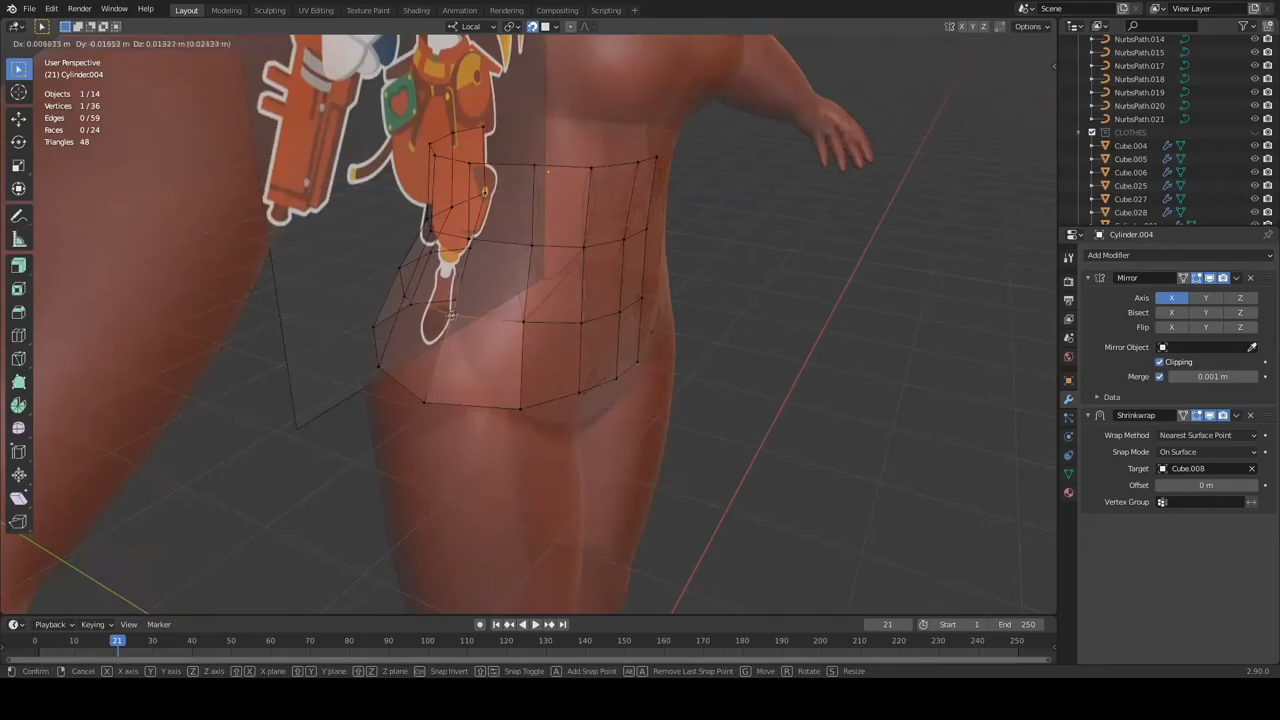 File Edit Render Window Help Layout Modeling Sculpting UV Editing Texture Paint Shading Animation Rendering Compositing Scripting + Scene View Layer
Local Options
Dx: 0.006833 m Dy: -0.01653 m Dz: 0.01322 m (0.02323 m)
User Perspective
(21) Cylinder.004
Objects 1/14
Vertices 1/36
Edges 0/59
Faces 0/24
Triangles 48
X Y Z
NurbsPath.014
NurbsPath.015
NurbsPath.017
NurbsPath.018
NurbsPath.019
NurbsPath.020
NurbsPath.021
CLOTHES
Cube.004
Cube.005
Cube.006
Cube.025
Cube.027
Cube.028
Cylinder.004
Add Modifier
Mirror
Axis X Y Z
Bisect X Y Z
Flip X Y Z
Mirror Object
Clipping
Merge 0.001 m
Data
Shrinkwrap
Wrap Method Nearest Surface Point
Snap Mode On Surface
Target Cube.008
Offset 0 m
Vertex Group
Playback Keying View Marker 21 Start 1 End 250
0 10 21 30 40 50 60 70 80 90 100 110 120 130 140 150 160 170 180 190 200 210 220 230 240 250
Confirm Cancel X X axis Y Y axis Z Z axis X X plane Y Y plane Z Z plane Snap Invert Snap Toggle A Add Snap Point A Remove Last Snap Point G Move R Rotate S Resize 2.90.0